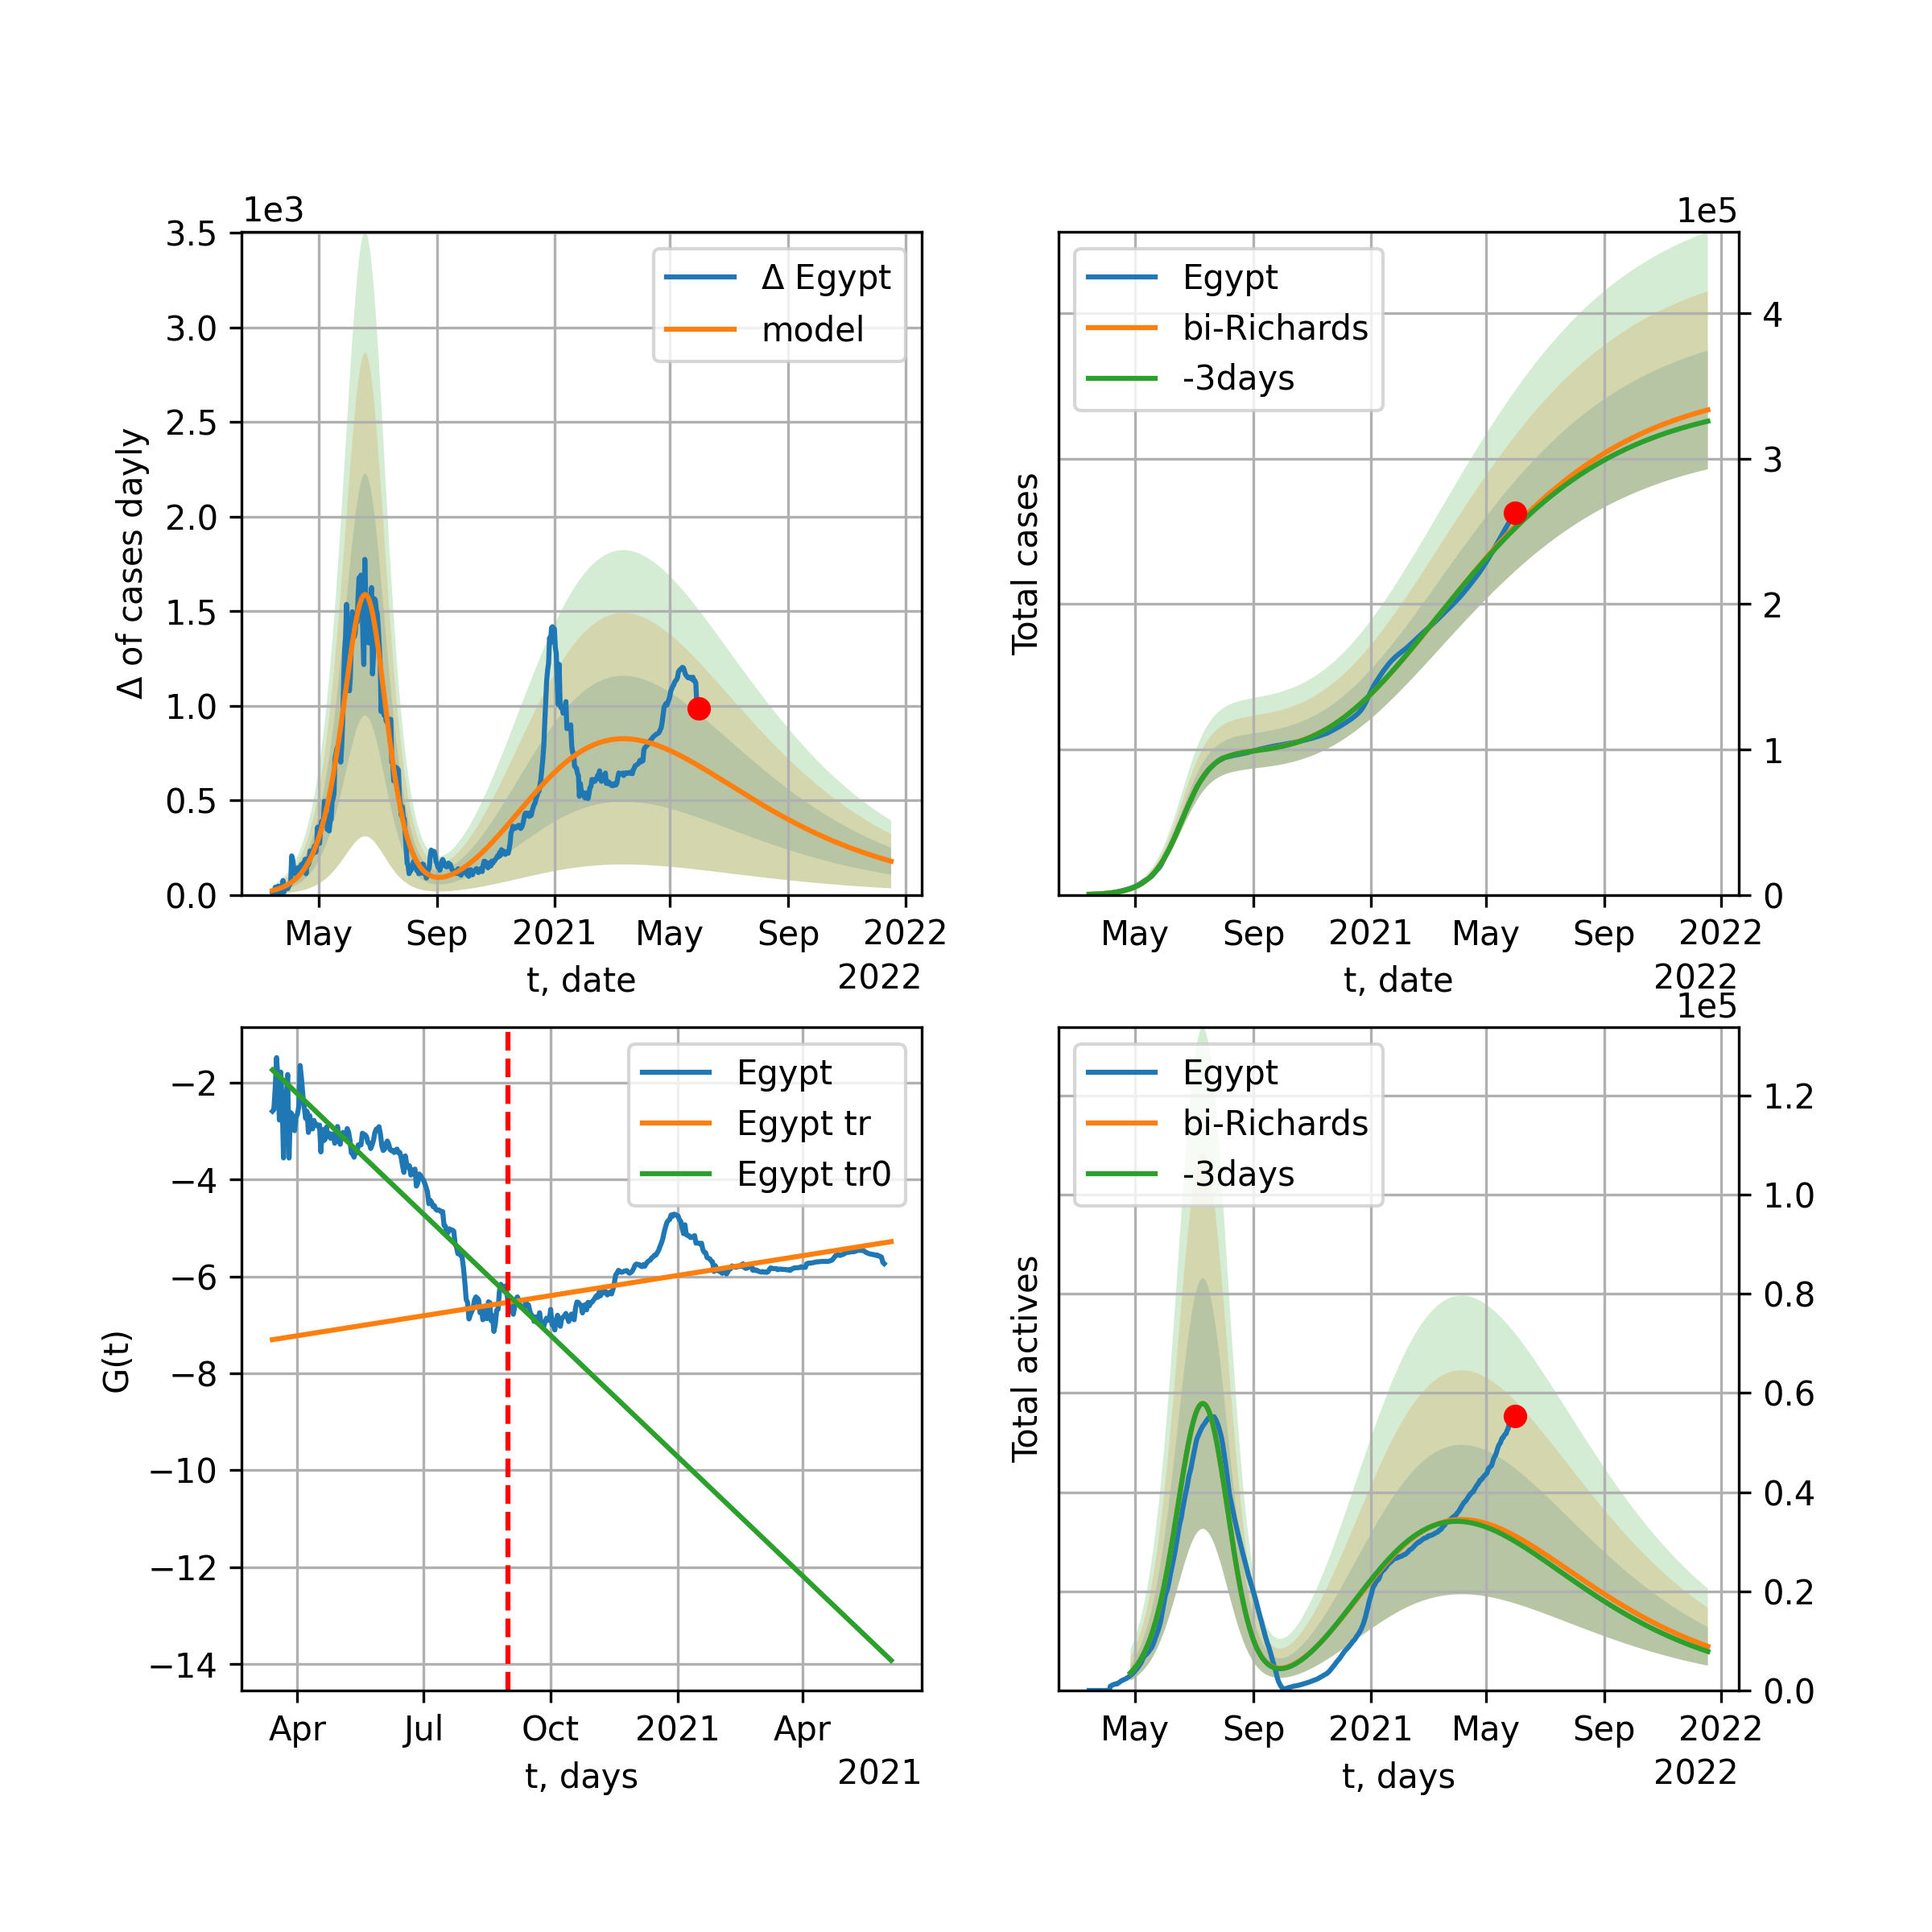 1e3
3.5
3.0
2.5
2.0
1.5
1.0
0.5
0.0
Δ of cases dayly
Δ Egypt
model
May Sep 2021 May Sep 2022
t, date
2022
1e5
Egypt
bi-Richards
-3days
Total cases
4
3
2
1
0
May Sep 2021 May Sep 2022
t, date
2022
−2
−4
−6
−8
−10
−12
−14
G(t)
Egypt
Egypt tr
Egypt tr0
Apr Jul Oct 2021 Apr
t, days
2021
1e5
Egypt
bi-Richards
-3days
Total actives
1.2
1.0
0.8
0.6
0.4
0.2
0.0
May Sep 2021 May Sep 2022
t, days
2022